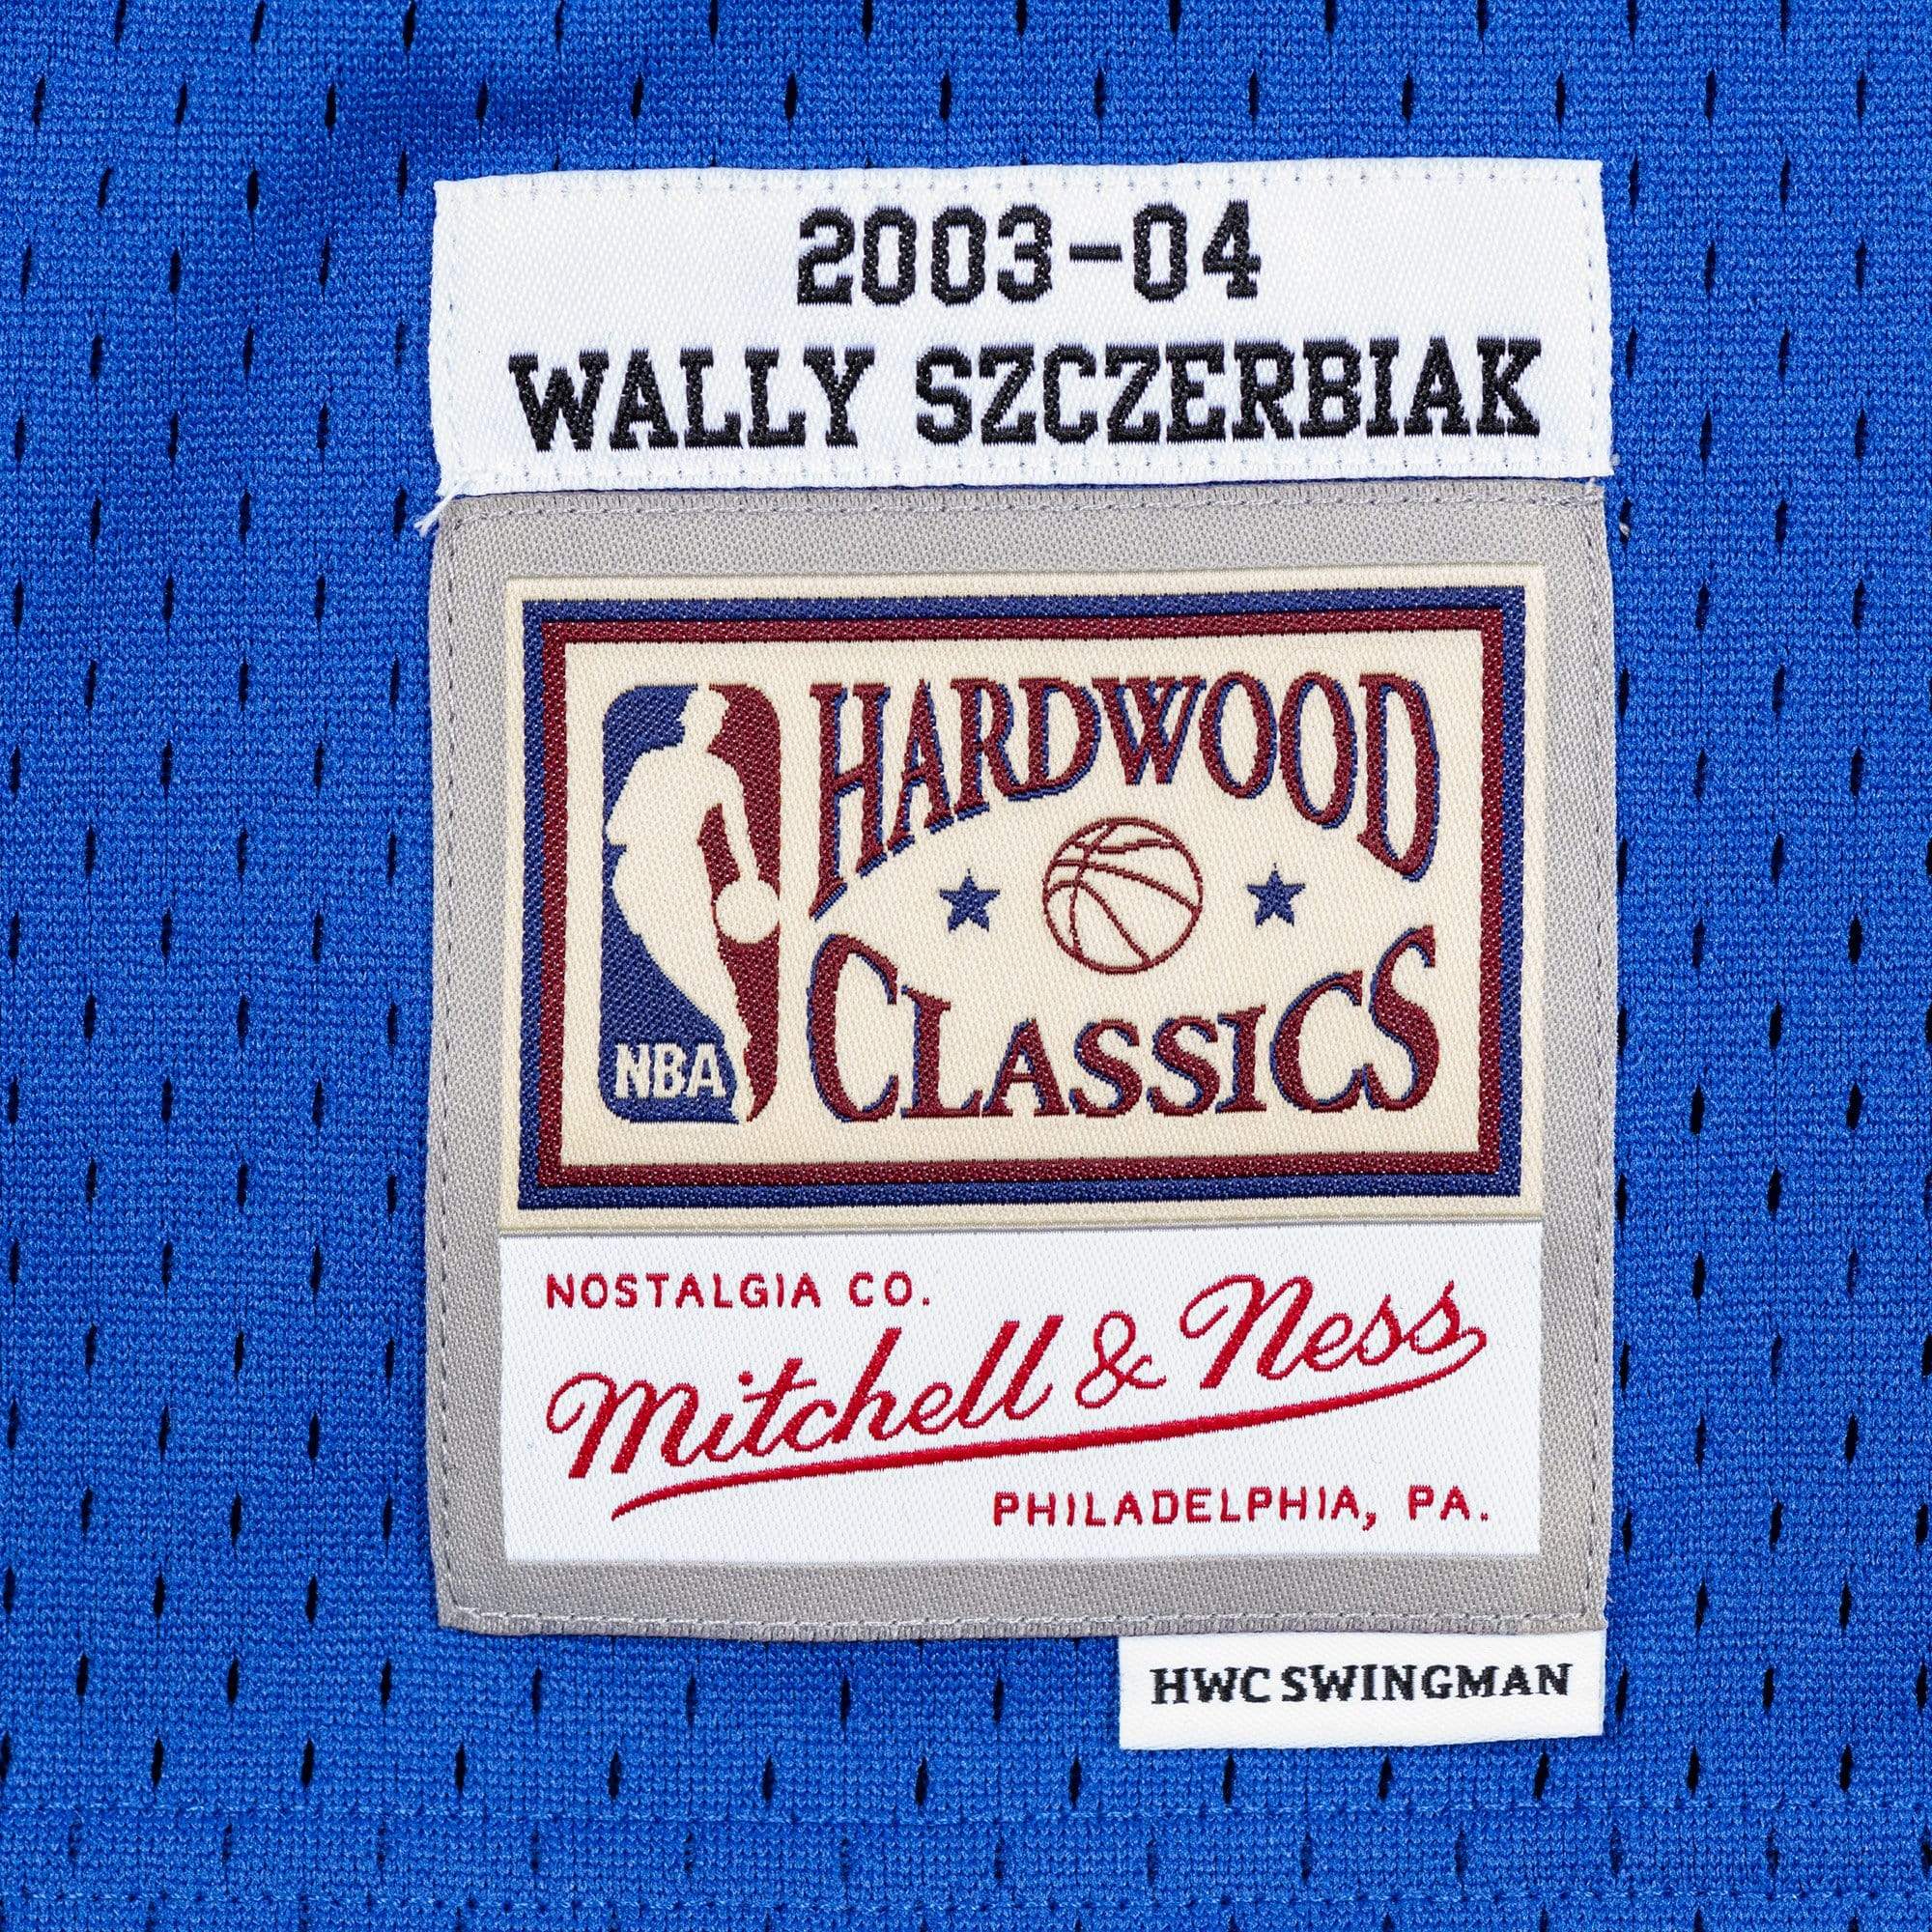 2003-04
WALLY SZCZERBIAK
HARDWOOD
CLASSICS
NBA
NOSTALGIA CO.
Mitchell & Ness
PHILADELPHIA, PA.
HWC SWINGMAN